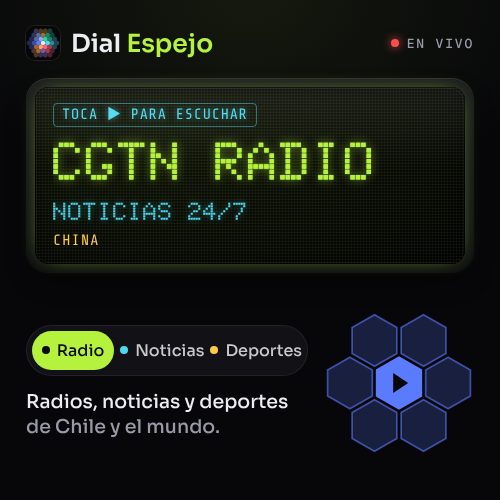 Dial Espejo
EN VIVO
TOCA ▶ PARA ESCUCHAR
CGTN RADIO
NOTICIAS 24/7
CHINA
Radio Noticias Deportes
Radios, noticias y deportes
de Chile y el mundo.